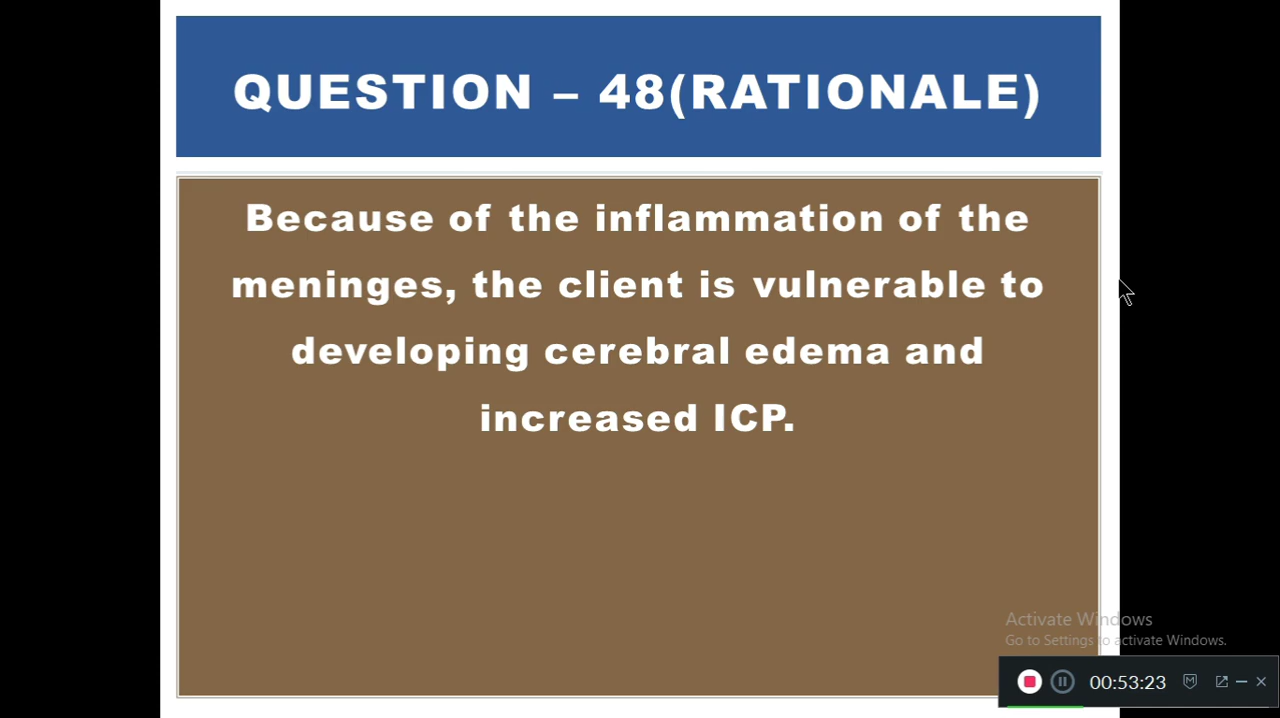 QUESTION – 48(RATIONALE)
Because of the inflammation of the
meninges, the client is vulnerable to
developing cerebral edema and
increased ICP.
Activate Windows
Go to Settings to activate Windows.
00:53:23